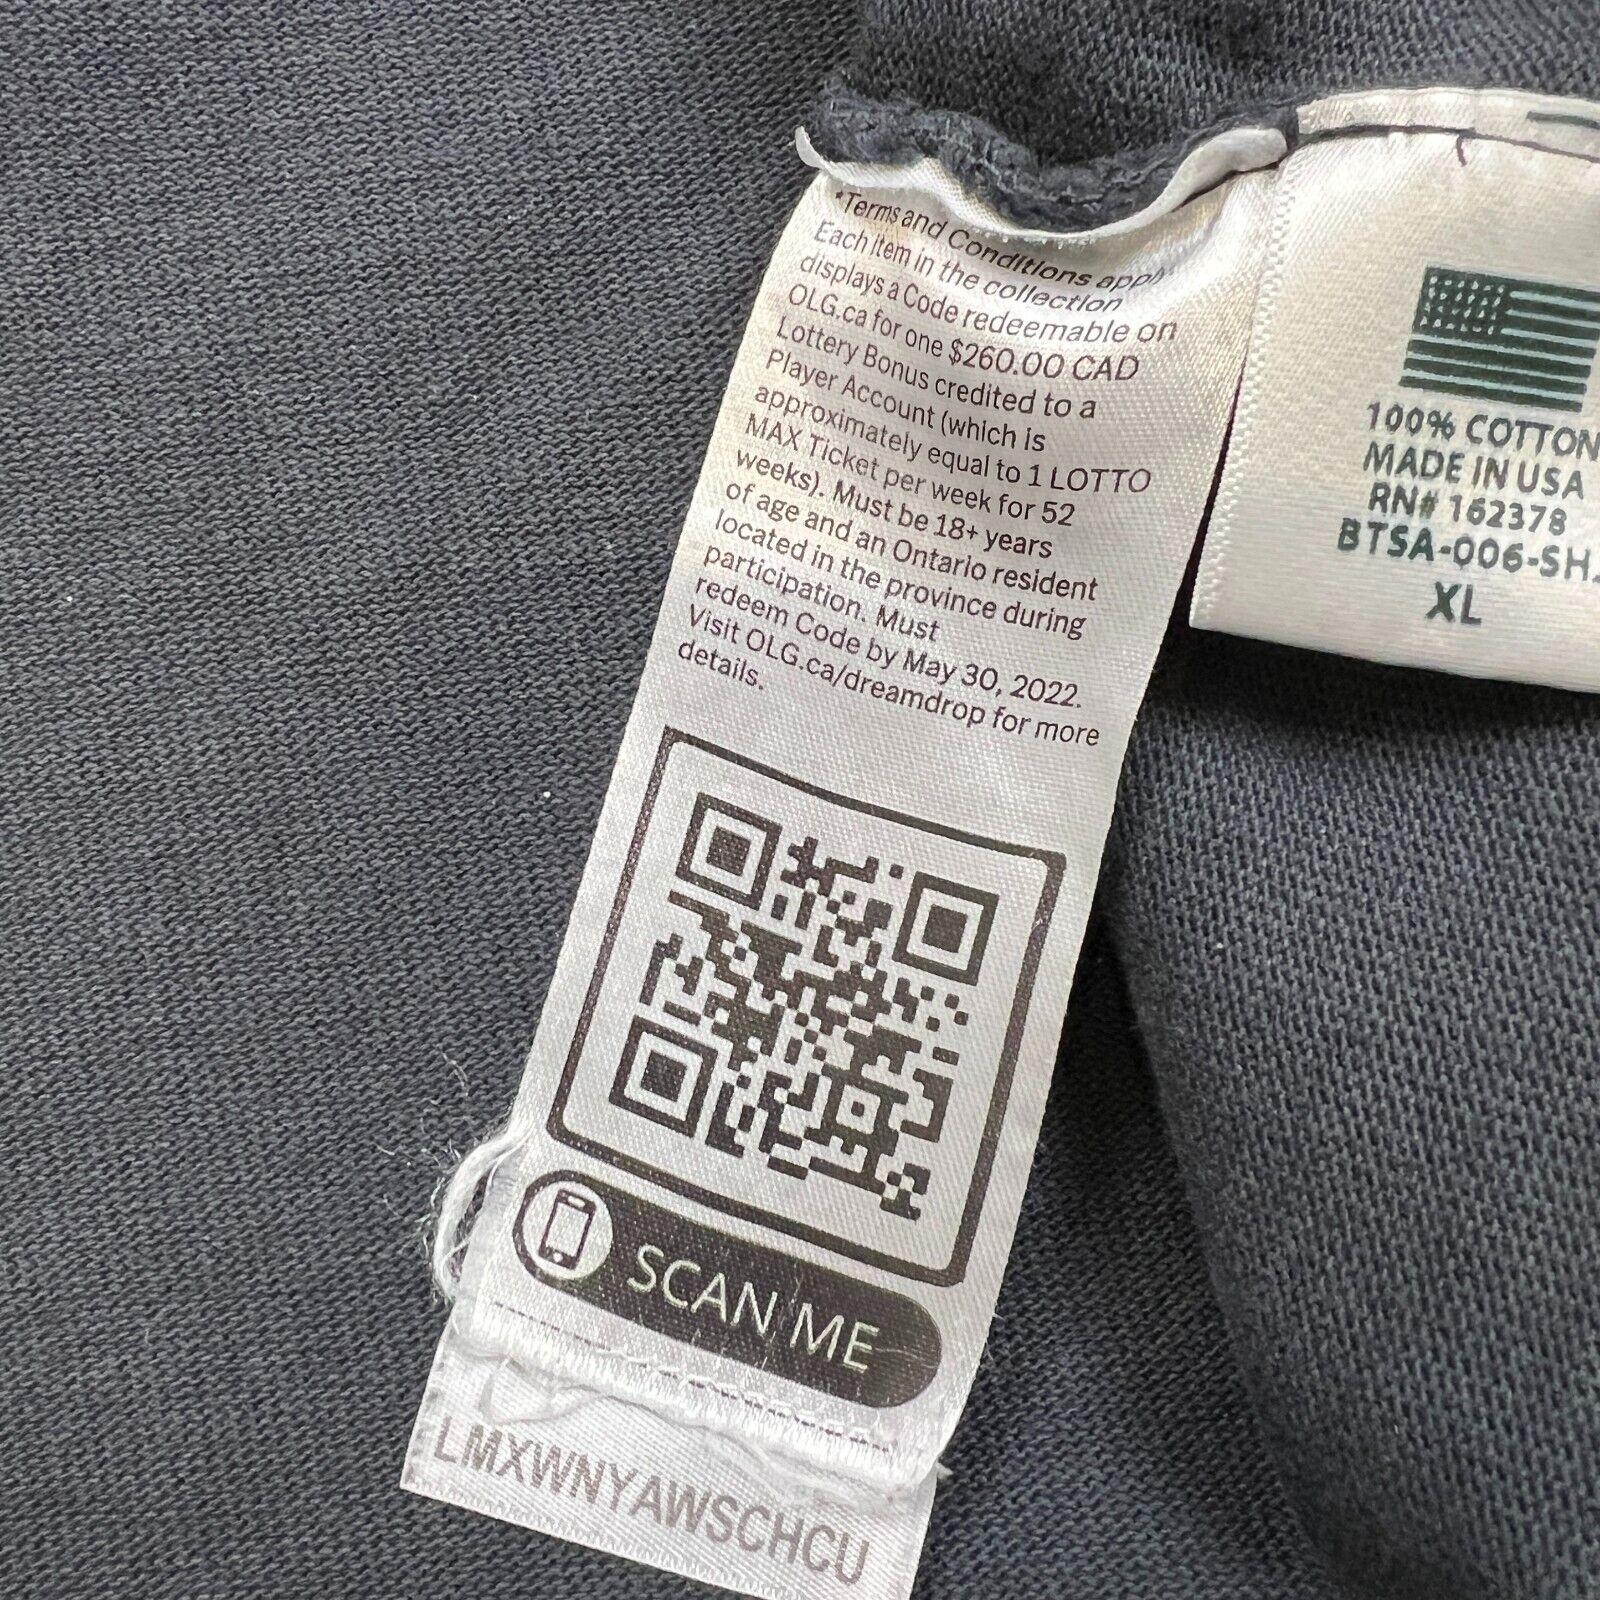 *Terms and Conditions apply
Each item in the collection
displays a Code redeemable on
OLG.ca for one $260.00 CAD
Lottery Bonus credited to a
Player Account (which is
approximately equal to 1 LOTTO
MAX Ticket per week for 52
weeks). Must be 18+ years
of age and an Ontario resident
located in the province during
participation. Must
redeem Code by May 30, 2022.
Visit OLG.ca/dreamdrop for more
details.
SCAN ME
LMXWNYAWSCHCU
100% COTTON
MADE IN USA
RN# 162378
BTSA-006-SH
XL